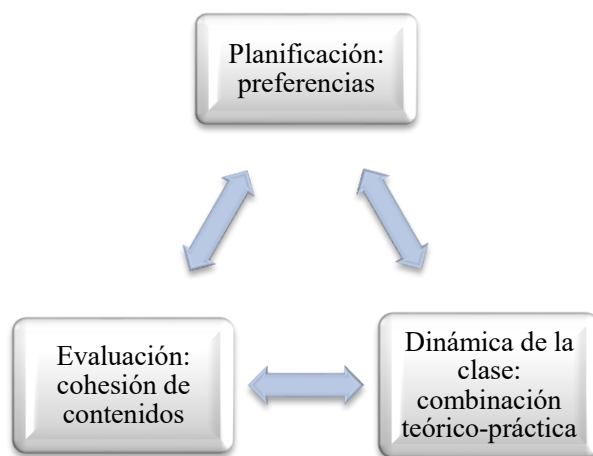 Planificación:
preferencias
Evaluación:
cohesión de
contenidos
Dinámica de la
clase:
combinación
teórico-práctica